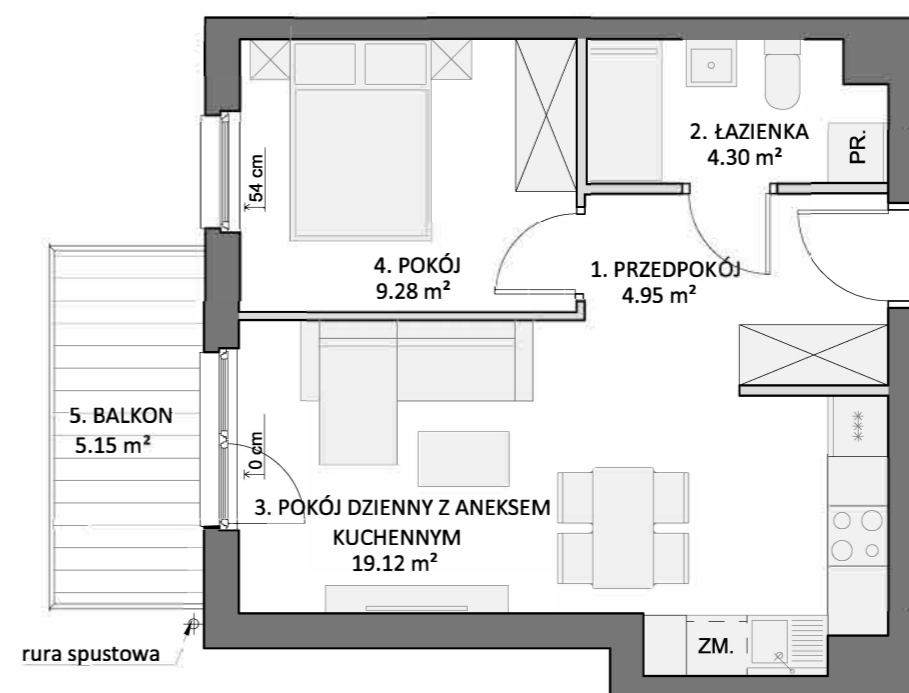 2. ŁAZIENKA
4.30 m²
PR.
54 cm
4. POKÓJ
9.28 m²
1. PRZEDPOKÓJ
4.95 m²
5. BALKON
5.15 m²
0 cm
3. POKÓJ DZIENNY Z ANEKSEM
KUCHENNYM
19.12 m²
ZM.
rura spustowa